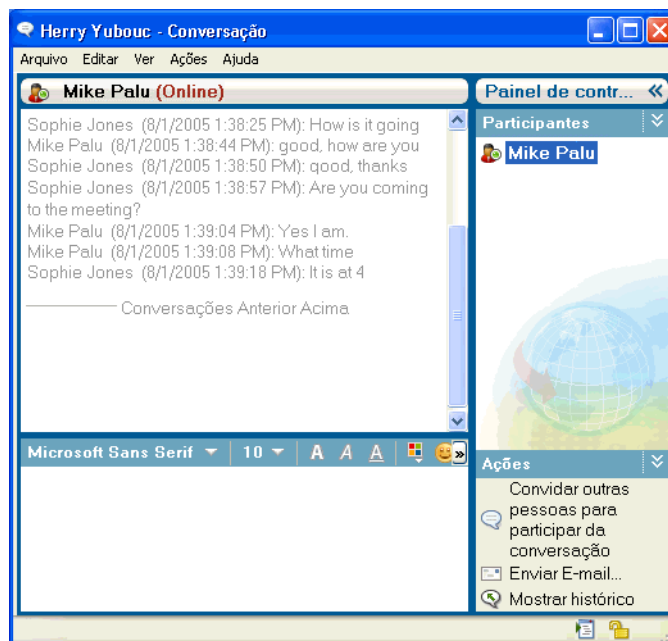 Herry Yubouc - Conversação
Arquivo Editar Ver Ações Ajuda
Mike Palu (Online)
Sophie Jones (8/1/2005 1:38:25 PM): How is it going
Mike Palu (8/1/2005 1:38:44 PM): good, how are you
Sophie Jones (8/1/2005 1:38:50 PM): good, thanks
Sophie Jones (8/1/2005 1:38:57 PM): Are you coming
to the meeting?
Mike Palu (8/1/2005 1:39:04 PM): Yes I am.
Mike Palu (8/1/2005 1:39:08 PM): What time
Sophie Jones (8/1/2005 1:39:18 PM): It is at 4
Conversações Anterior Acima
Microsoft Sans Serif 10 A A A
Painel de contr...
Participantes
Mike Palu
Ações
Convidar outras
pessoas para
participar da
conversação
Enviar E-mail...
Mostrar histórico